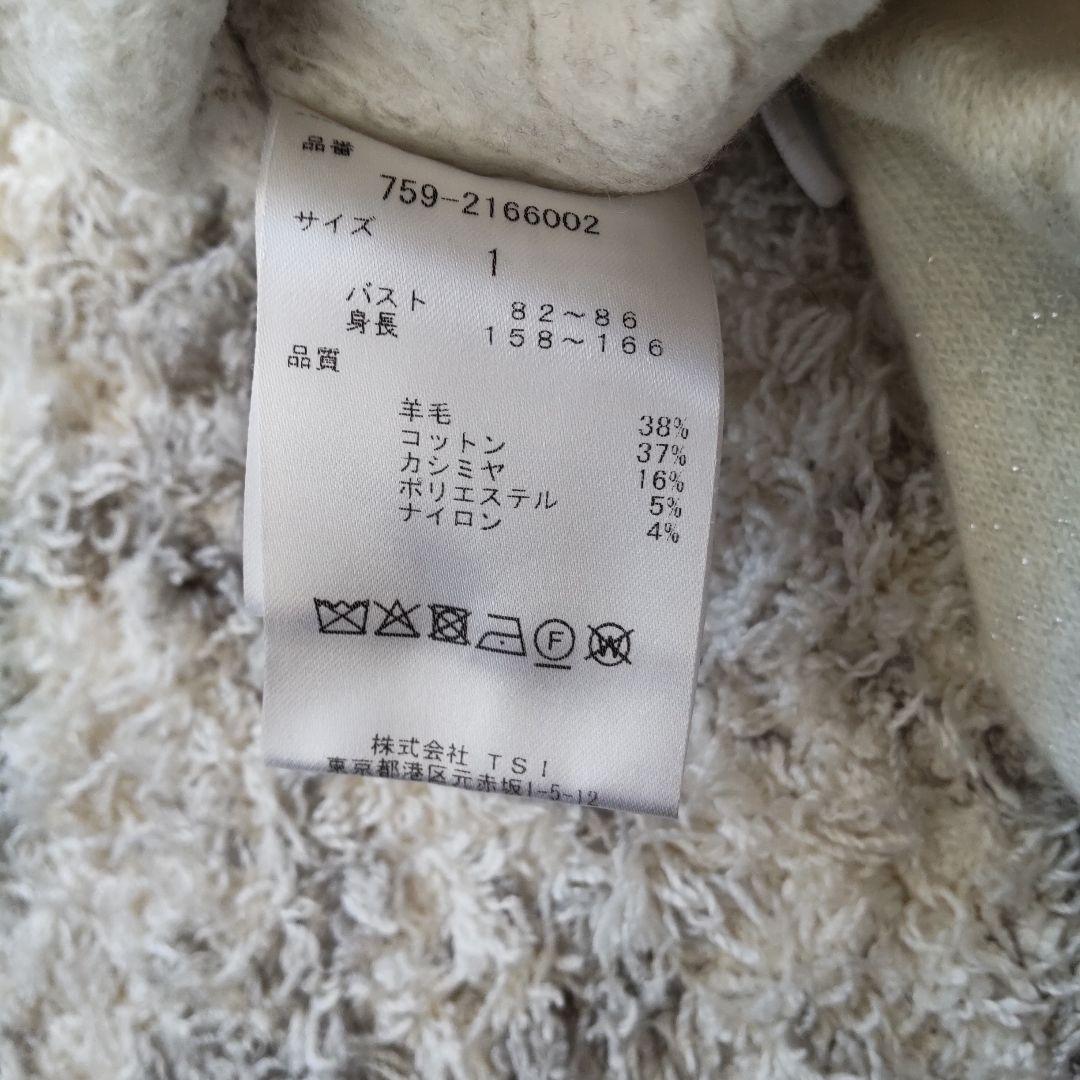 品番
759-2166002
サイズ
1
バスト 82～86
身長 158～166
品質
羊毛 38%
コットン 37%
カシミヤ 16%
ポリエステル 5%
ナイロン 4%
F W
株式会社 TSI
東京都港区元赤坂1-5-12